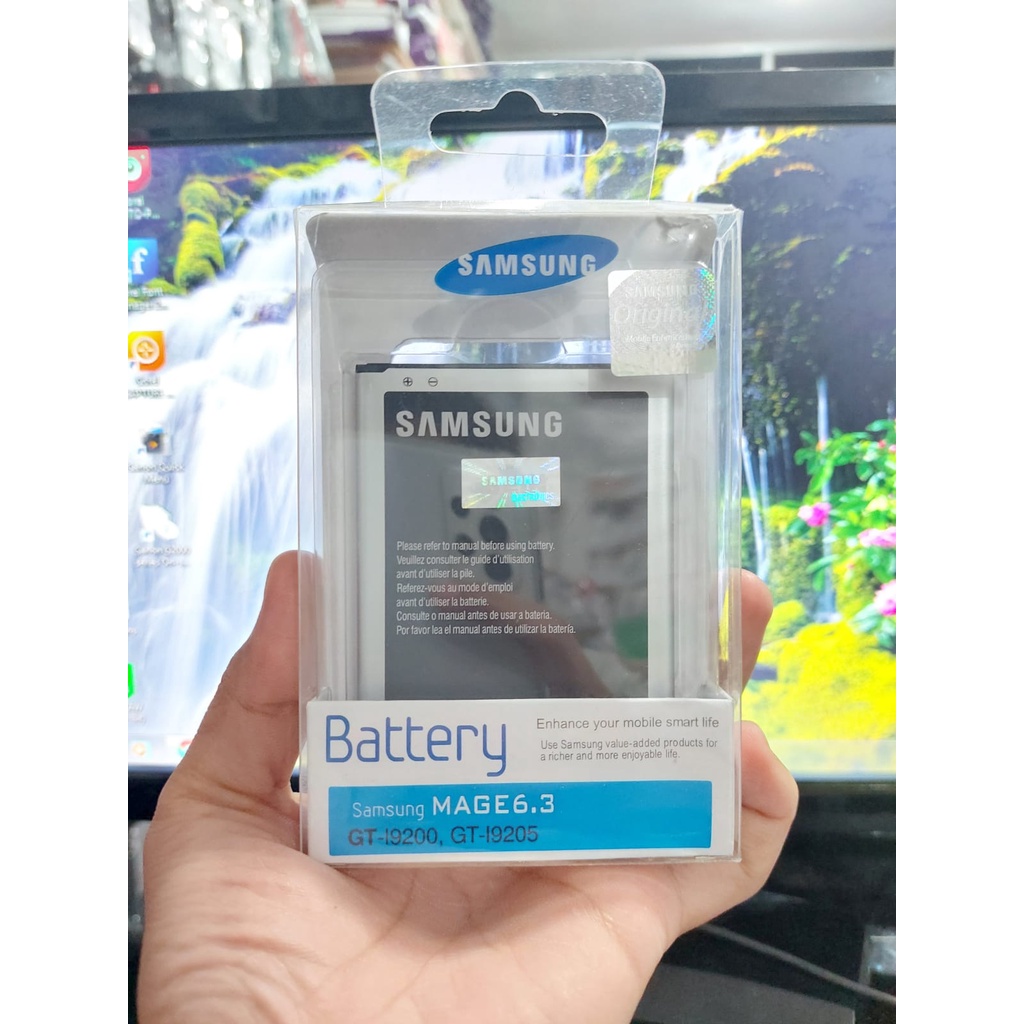 SAMSUNG
SAMSUNG
Original
SAMSUNG
SAMSUNG
Please refer to manual before using battery.
Veuillez consulter le guide d'utilisation
avant d'utiliser la pile.
Referez-vous au mode d'emploi
avant d'utiliser la batterie.
Consulte o manual antes de usar a bateria.
Por favor lea el manual antes de utilizar la batería.
Battery
Enhance your mobile smart life
Use Samsung value-added products for
a richer and more enjoyable life.
Samsung MAGE6.3
GT-I9200, GT-I9205